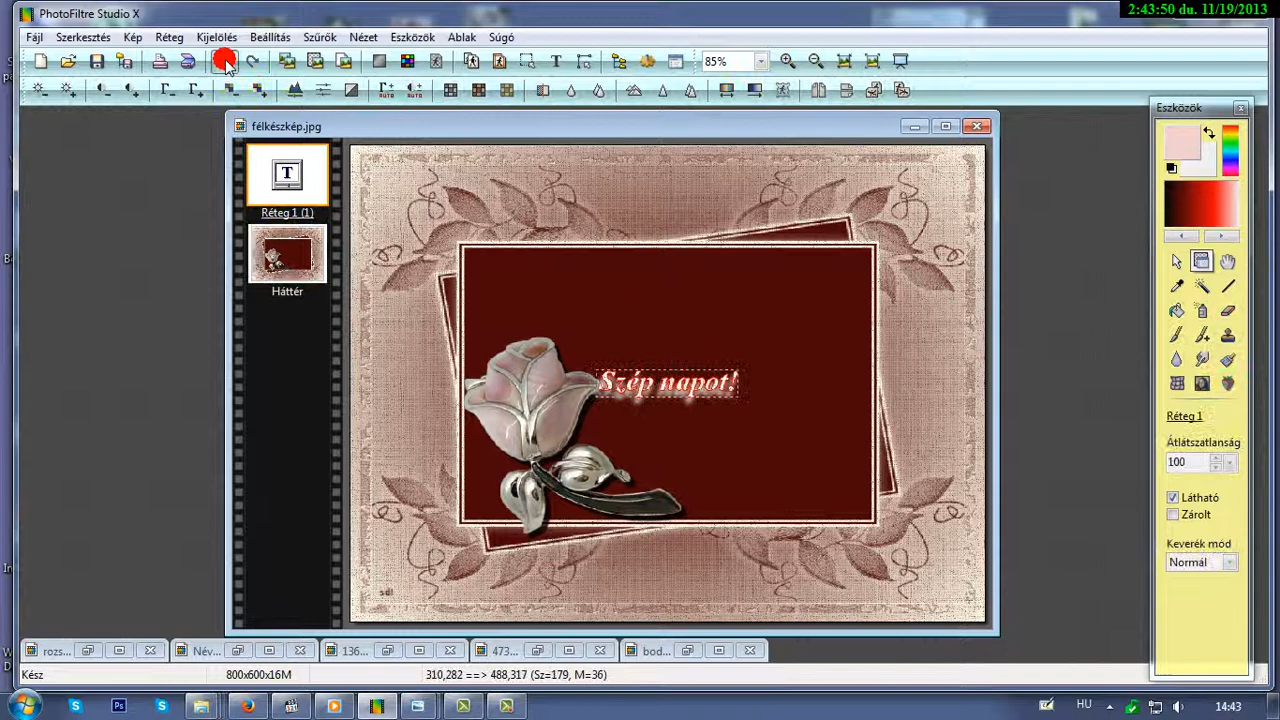 2:43:50 du. 11/19/2013
PhotoFiltre Studio X
Fájl Szerkesztés Kép Réteg Kijelölés Beállítás Szűrők Nézet Eszközök Ablak Súgó
85%
AUTO AUTO
félkészkép.jpg
Eszközök
T
Réteg 1 (1)
Háttér
Szép napot!
Réteg 1
Átlátszatlanság
100
Látható
Zárolt
Keverék mód
Normál
rozs... Név... 136... 473... bod...
Kész 800x600x16M 310,282 ==> 488,317 (Sz=179, M=36)
HU 14:43